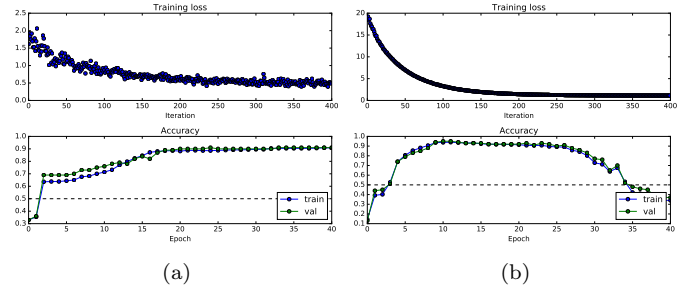 Training loss
2.5
2.0
1.5
1.0
0.5
0.0
0 50 100 150 200 250 300 350 400
Iteration
Accuracy
1.0
0.9
0.8
0.7
0.6
0.5
0.4
0.3
0 5 10 15 20 25 30 35 40
Epoch
train
val
(a)
Training loss
20
15
10
5
0
0 50 100 150 200 250 300 350 400
Iteration
Accuracy
1.0
0.9
0.8
0.7
0.6
0.5
0.4
0.3
0.2
0.1
0 5 10 15 20 25 30 35 40
Epoch
train
val
(b)